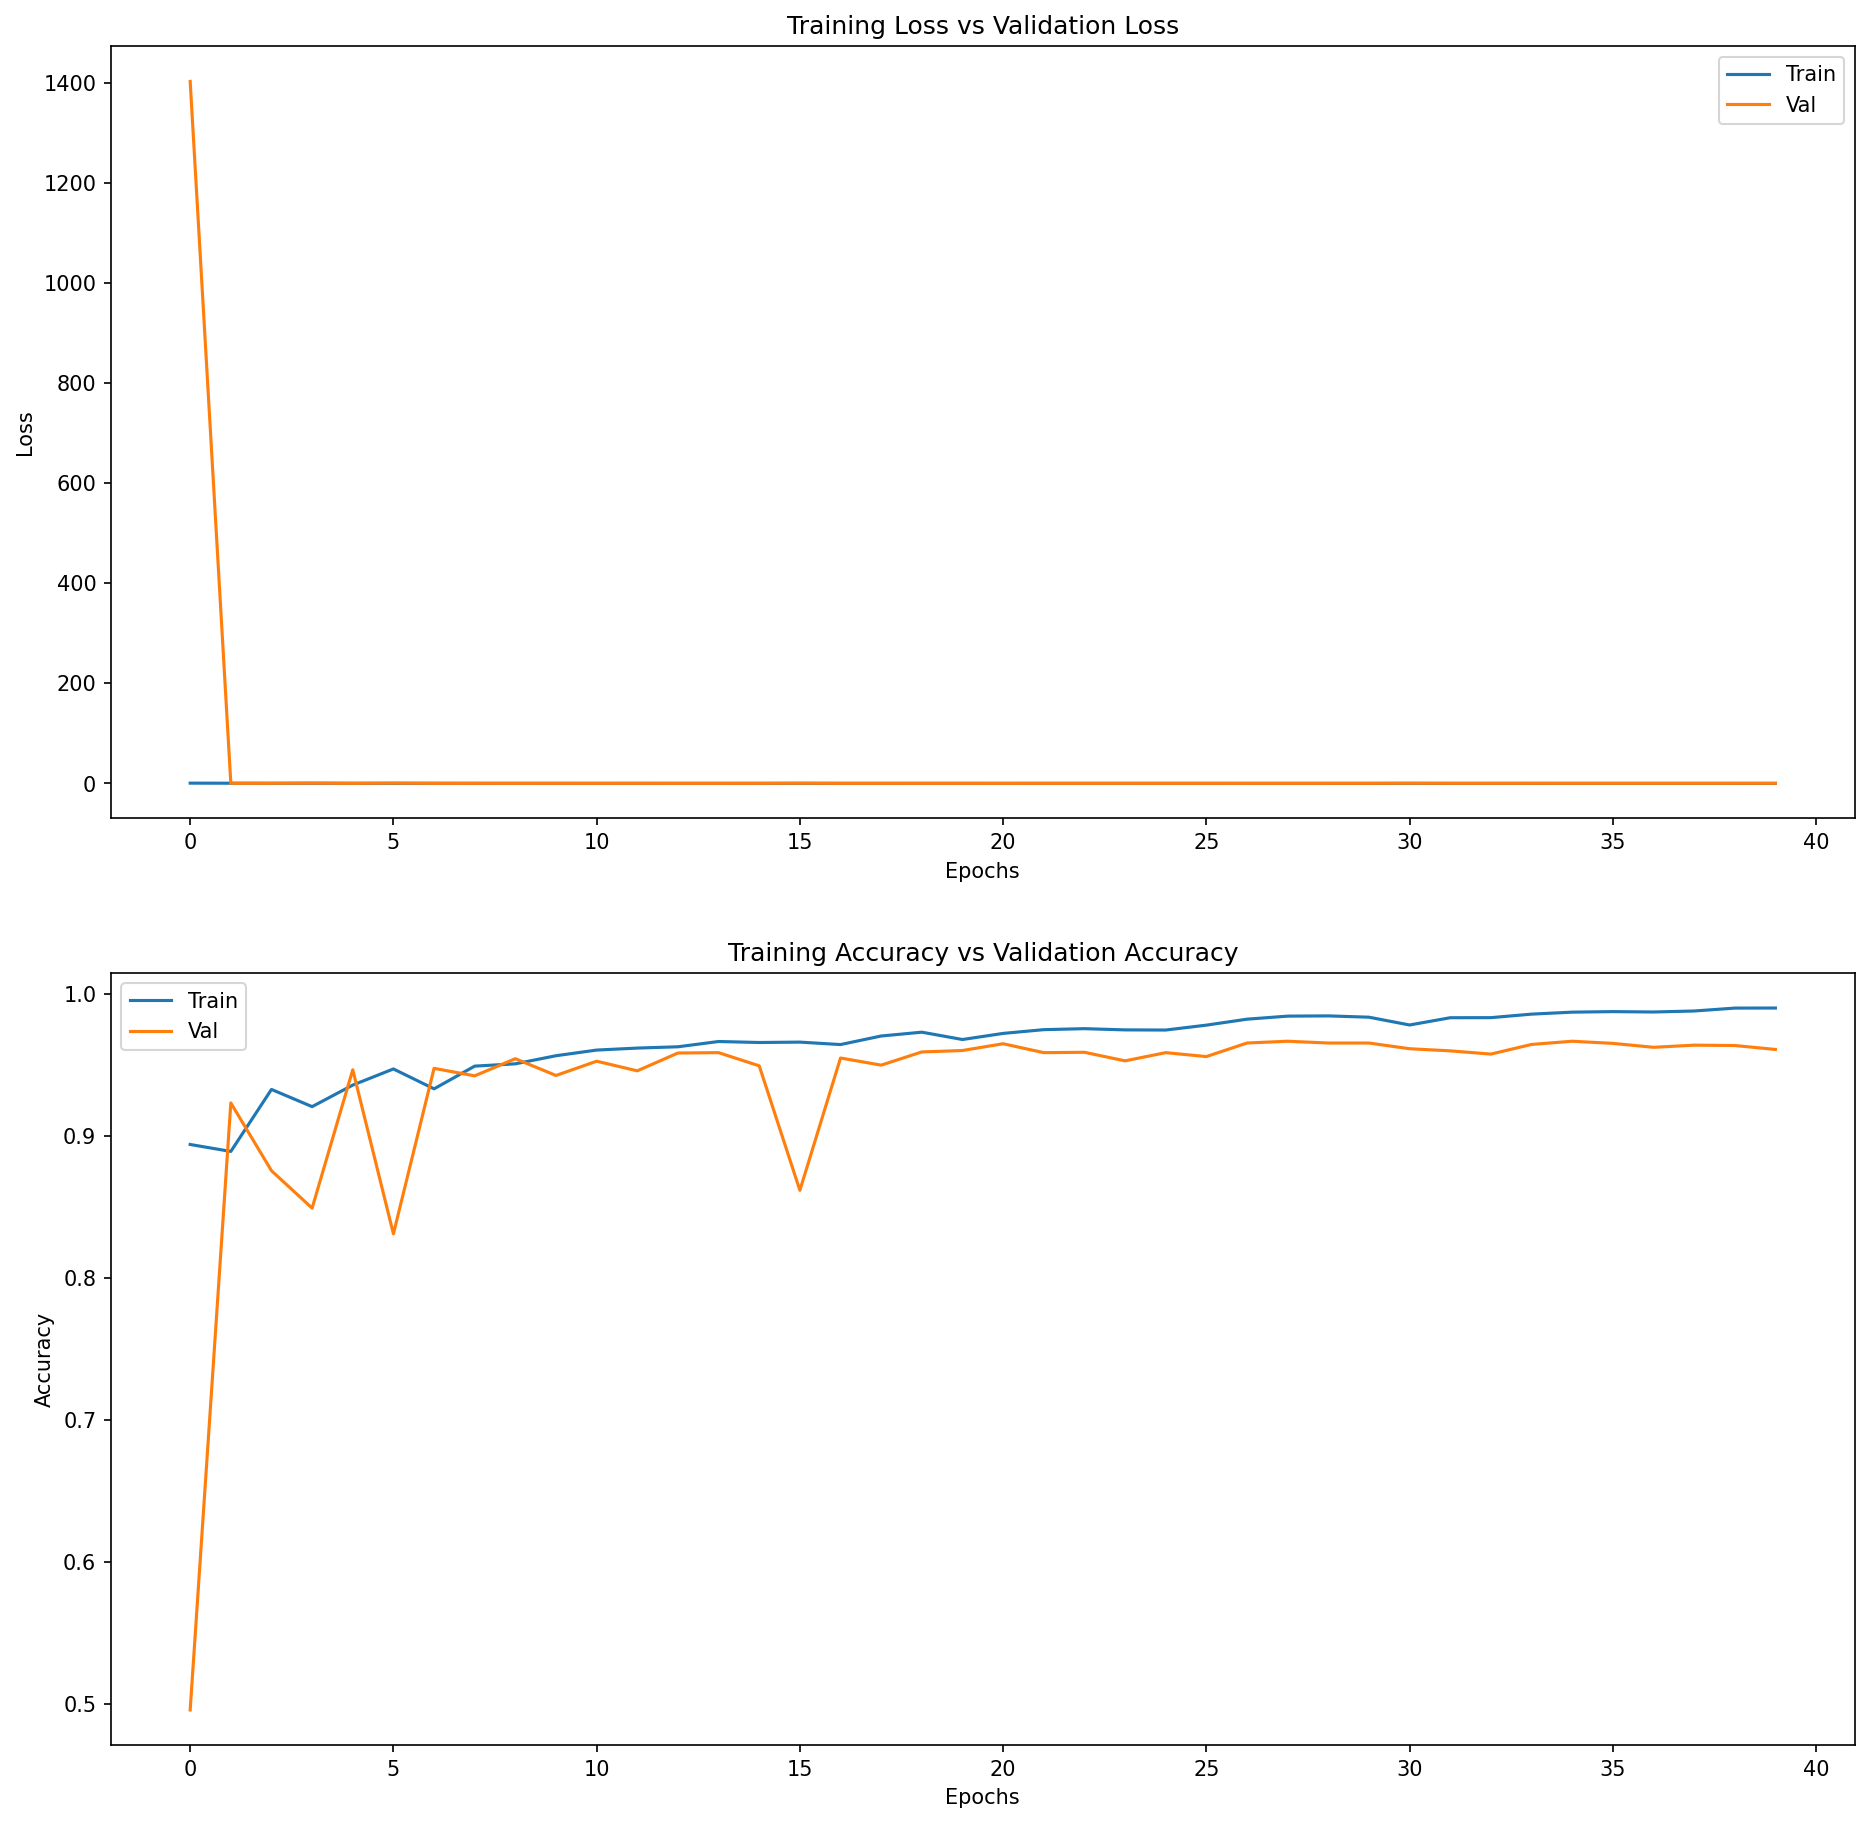 Training Loss vs Validation Loss
Train
Val
1400
1200
1000
800
600
400
200
0
Loss
0 5 10 15 20 25 30 35 40
Epochs
Training Accuracy vs Validation Accuracy
Train
Val
1.0
0.9
0.8
0.7
0.6
0.5
Accuracy
0 5 10 15 20 25 30 35 40
Epochs